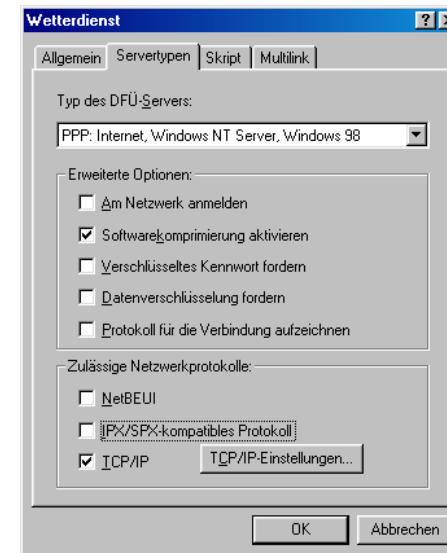 Wetterdienst
Allgemein Servertypen Skript Multilink
Typ des DFÜ-Servers:
PPP: Internet, Windows NT Server, Windows 98
Erweiterte Optionen:
Am Netzwerk anmelden
Softwarekomprimierung aktivieren
Verschlüsseltes Kennwort fordern
Datenverschlüsselung fordern
Protokoll für die Verbindung aufzeichnen
Zulässige Netzwerkprotokolle:
NetBEUI
IPX/SPX-kompatibles Protokoll
TCP/IP TCP/IP-Einstellungen...
OK Abbrechen